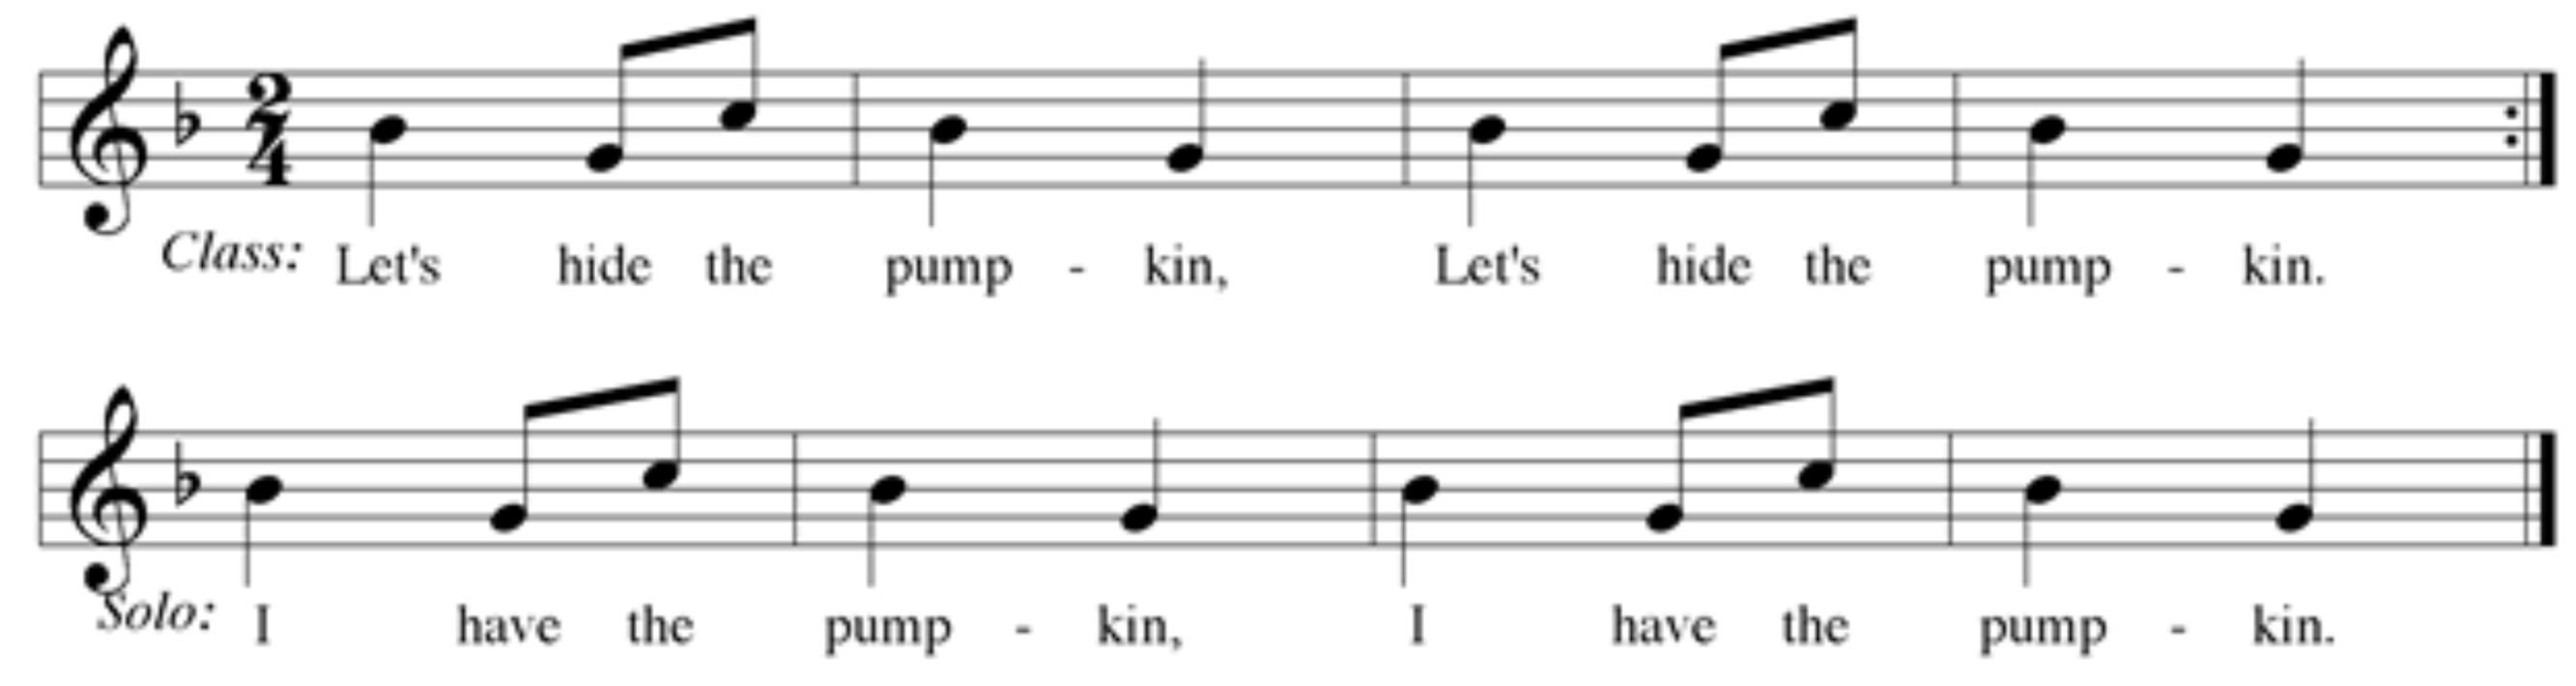 2
4
Class: Let's hide the pump - kin, Let's hide the pump - kin.
Solo: I have the pump - kin, I have the pump - kin.